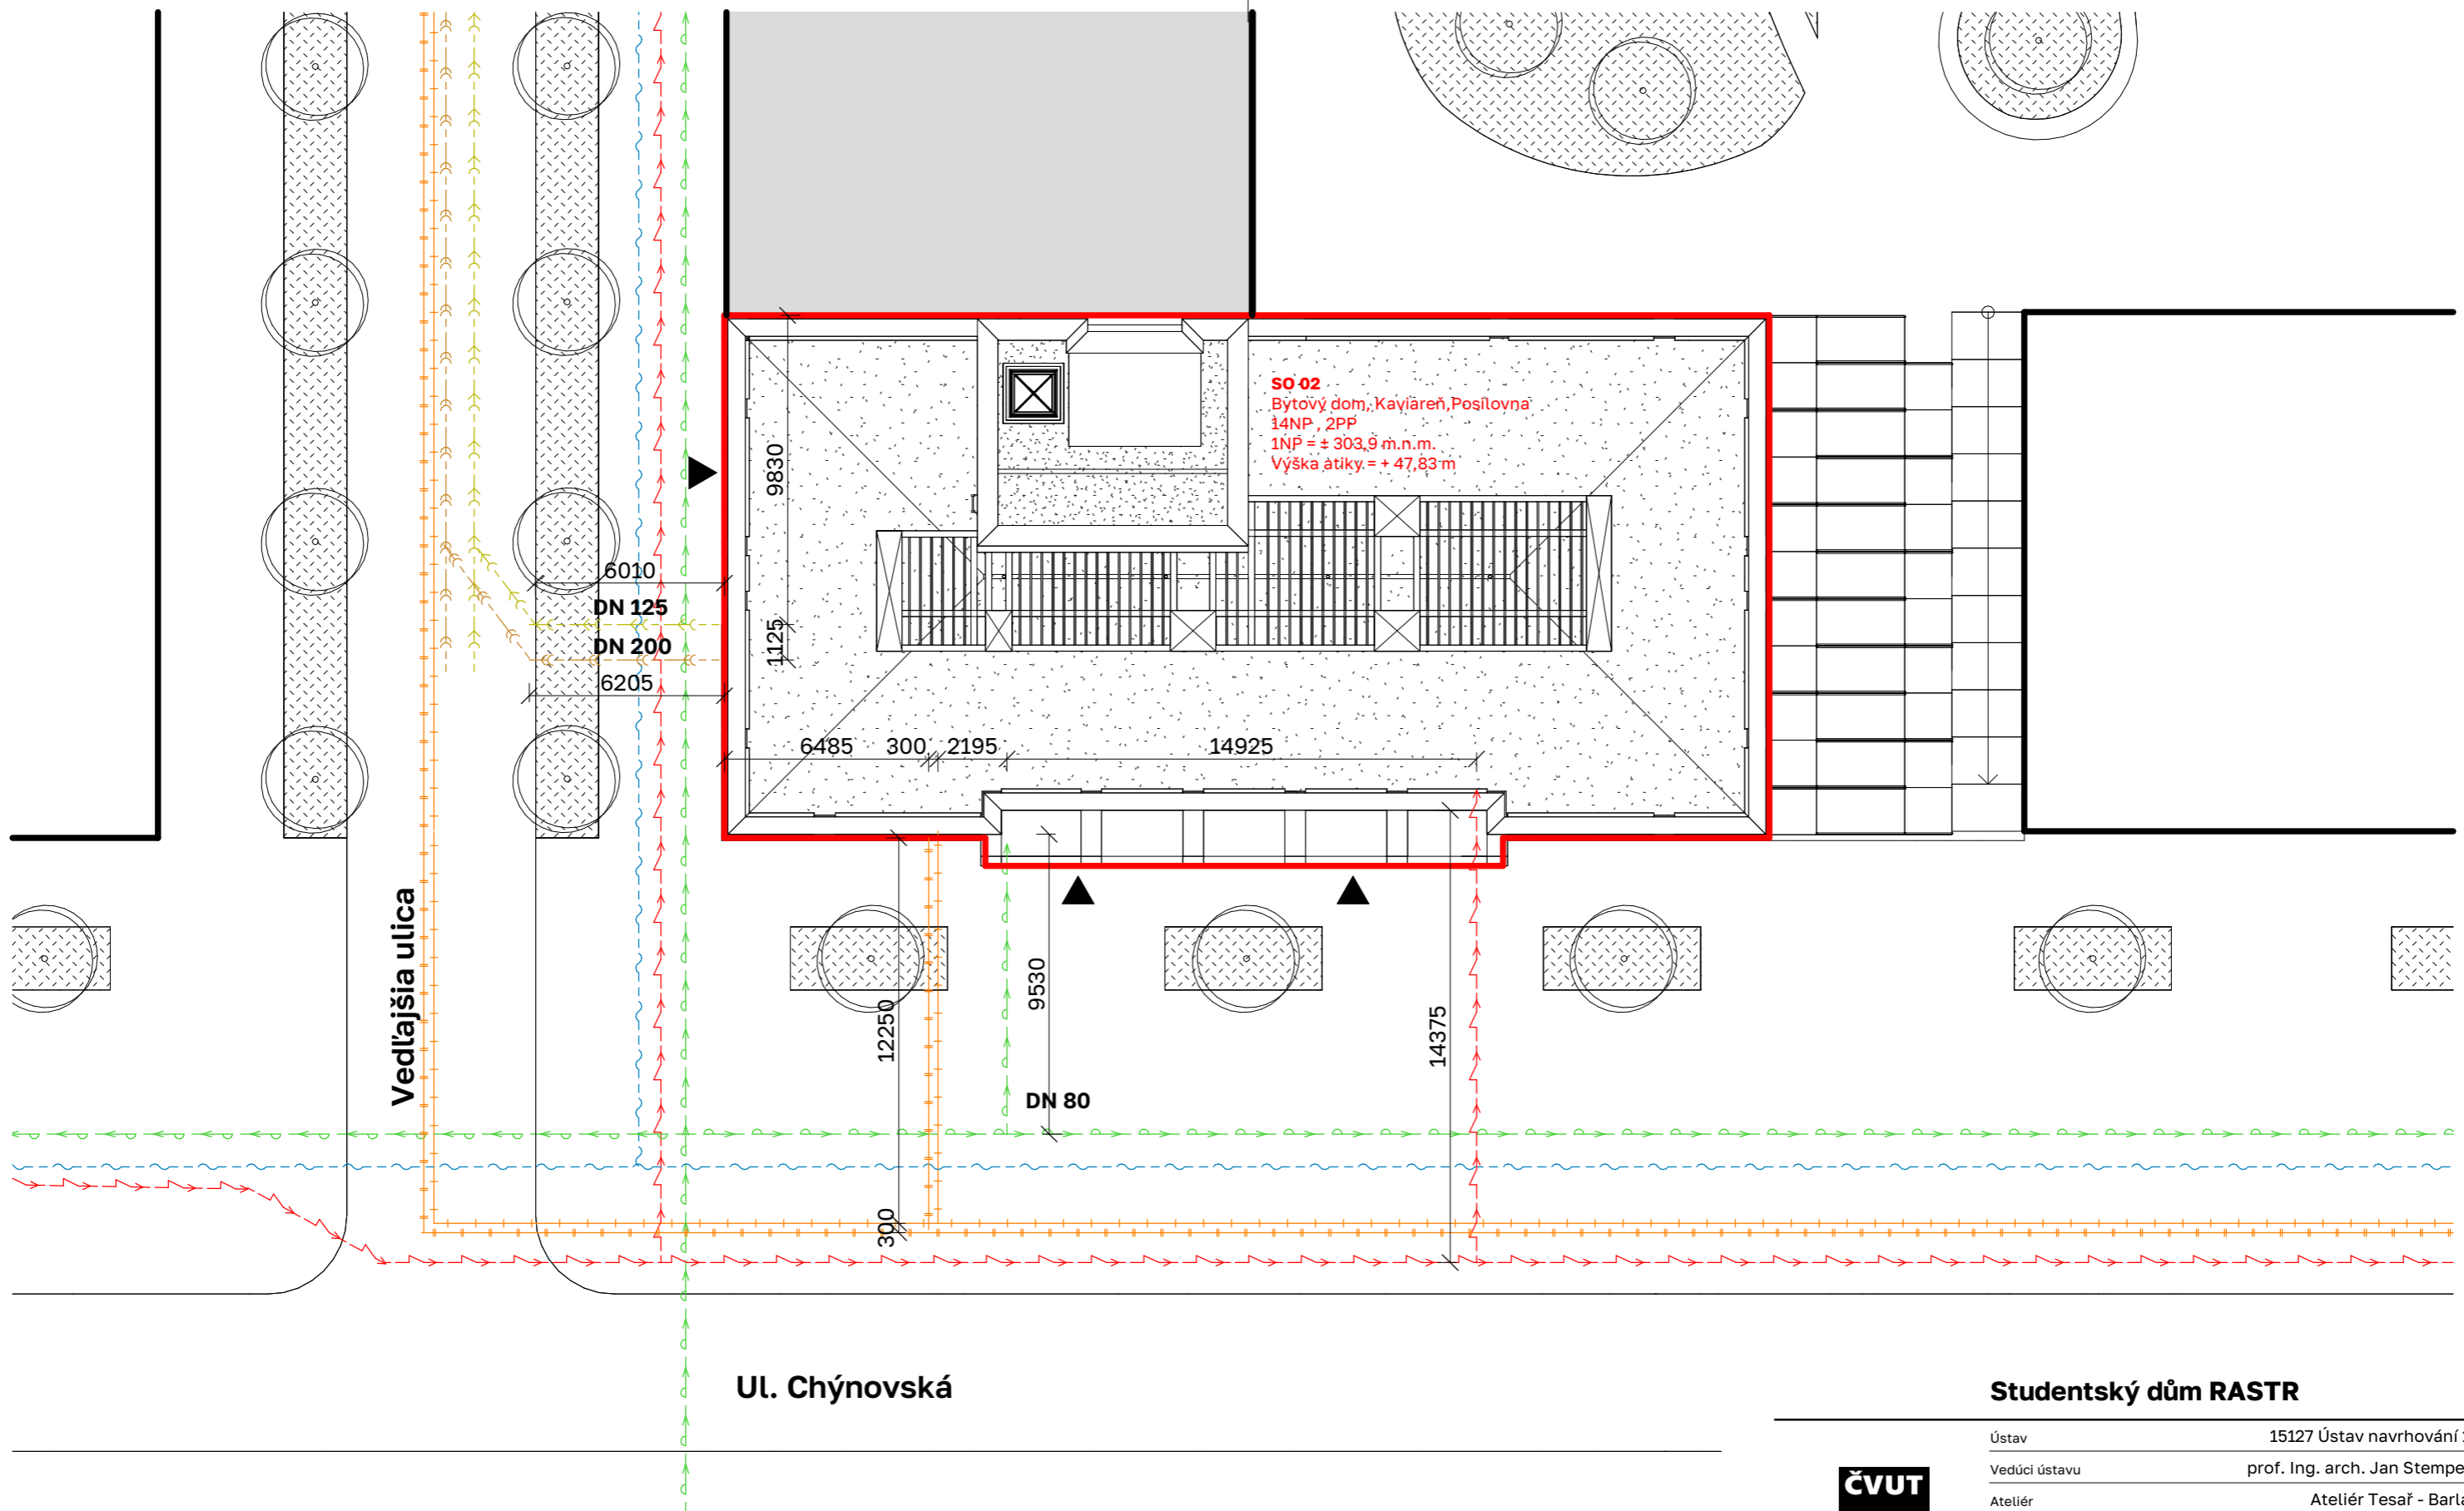 SO 02
Bytový dom, Kaviareň,Posilovna
14NP , 2PP
1NP = ± 303,9 m.n.m.
Výška atiky = + 47,83 m
9830
6010
DN 125
1125
DN 200
6205
6485 300 2195 14925
Vedľajšia ulica
12250
9530
14375
DN 80
300
Ul. Chýnovská
Studentský dům RASTR
Ústav 15127 Ústav navrhování
Vedúci ústavu prof. Ing. arch. Jan Stempe
ČVUT
Ateliér Ateliér Tesař - Barla